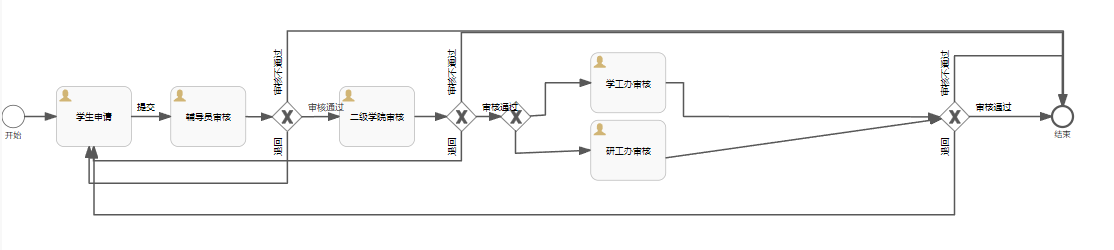 开始
学生申请
提交
辅导员审核
审核不通过
审核通过
退回
二级学院审核
审核不通过
审核通过
退回
学工办审核
研工办审核
审核不通过
审核通过
退回
结束